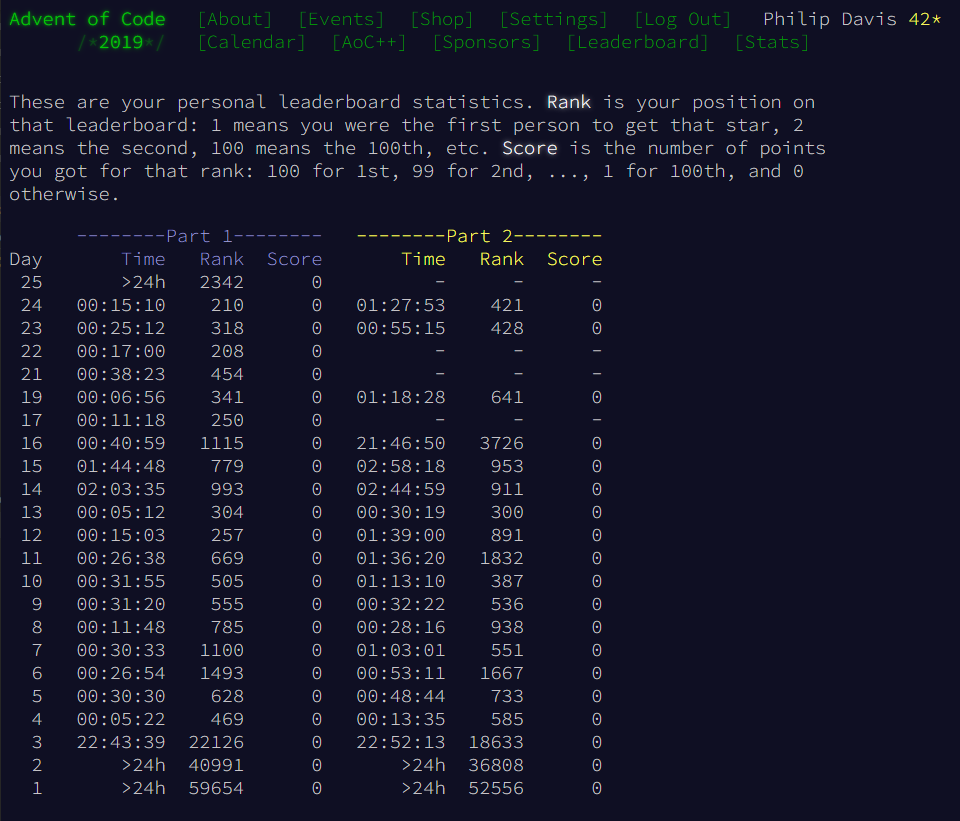 Advent of Code [About] [Events] [Shop] [Settings] [Log Out] Philip Davis 42*
/*2019*/ [Calendar] [AoC++] [Sponsors] [Leaderboard] [Stats]
These are your personal leaderboard statistics. Rank is your position on
that leaderboard: 1 means you were the first person to get that star, 2
means the second, 100 means the 100th, etc. Score is the number of points
you got for that rank: 100 for 1st, 99 for 2nd, ..., 1 for 100th, and 0
otherwise.
--------Part 1-------- --------Part 2--------
Day Time Rank Score Time Rank Score
25 >24h 2342 0 - - -
24 00:15:10 210 0 01:27:53 421 0
23 00:25:12 318 0 00:55:15 428 0
22 00:17:00 208 0 - - -
21 00:38:23 454 0 - - -
19 00:06:56 341 0 01:18:28 641 0
17 00:11:18 250 0 - - -
16 00:40:59 1115 0 21:46:50 3726 0
15 01:44:48 779 0 02:58:18 953 0
14 02:03:35 993 0 02:44:59 911 0
13 00:05:12 304 0 00:30:19 300 0
12 00:15:03 257 0 01:39:00 891 0
11 00:26:38 669 0 01:36:20 1832 0
10 00:31:55 505 0 01:13:10 387 0
9 00:31:20 555 0 00:32:22 536 0
8 00:11:48 785 0 00:28:16 938 0
7 00:30:33 1100 0 01:03:01 551 0
6 00:26:54 1493 0 00:53:11 1667 0
5 00:30:30 628 0 00:48:44 733 0
4 00:05:22 469 0 00:13:35 585 0
3 22:43:39 22126 0 22:52:13 18633 0
2 >24h 40991 0 >24h 36808 0
1 >24h 59654 0 >24h 52556 0